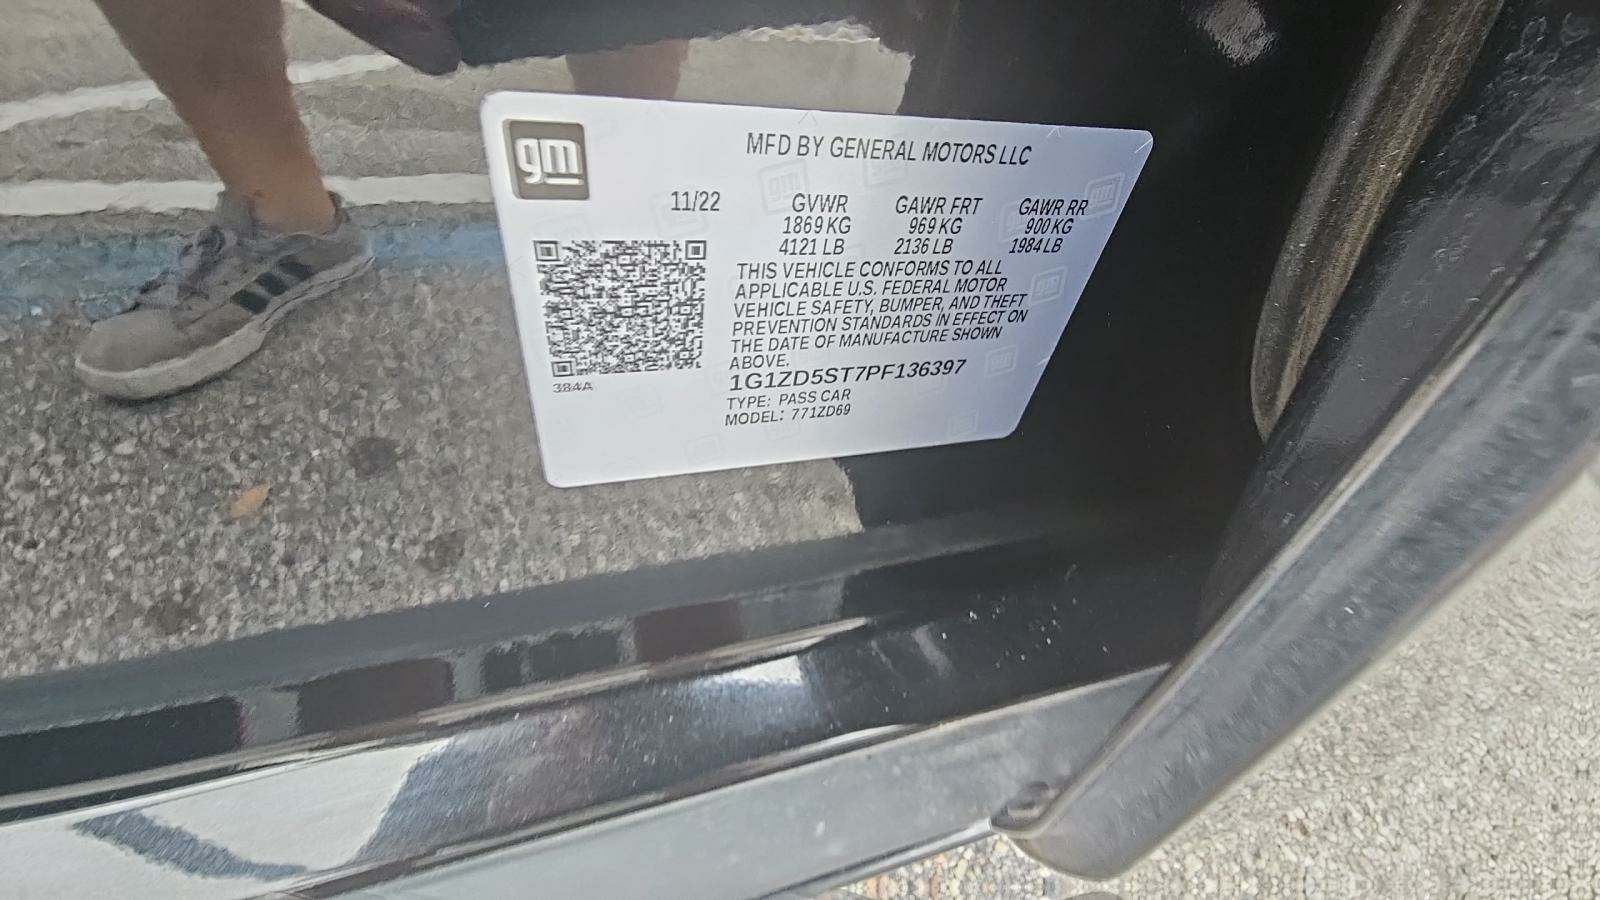 gm
MFD BY GENERAL MOTORS LLC
11/22 GVWR GAWR FRT GAWR RR
1869 KG 969 KG 900 KG
4121 LB 2136 LB 1984 LB
THIS VEHICLE CONFORMS TO ALL
APPLICABLE U.S. FEDERAL MOTOR
VEHICLE SAFETY, BUMPER, AND THEFT
PREVENTION STANDARDS IN EFFECT ON
THE DATE OF MANUFACTURE SHOWN
ABOVE.
1G1ZD5ST7PF136397
TYPE: PASS CAR
MODEL: 771ZD69
384A